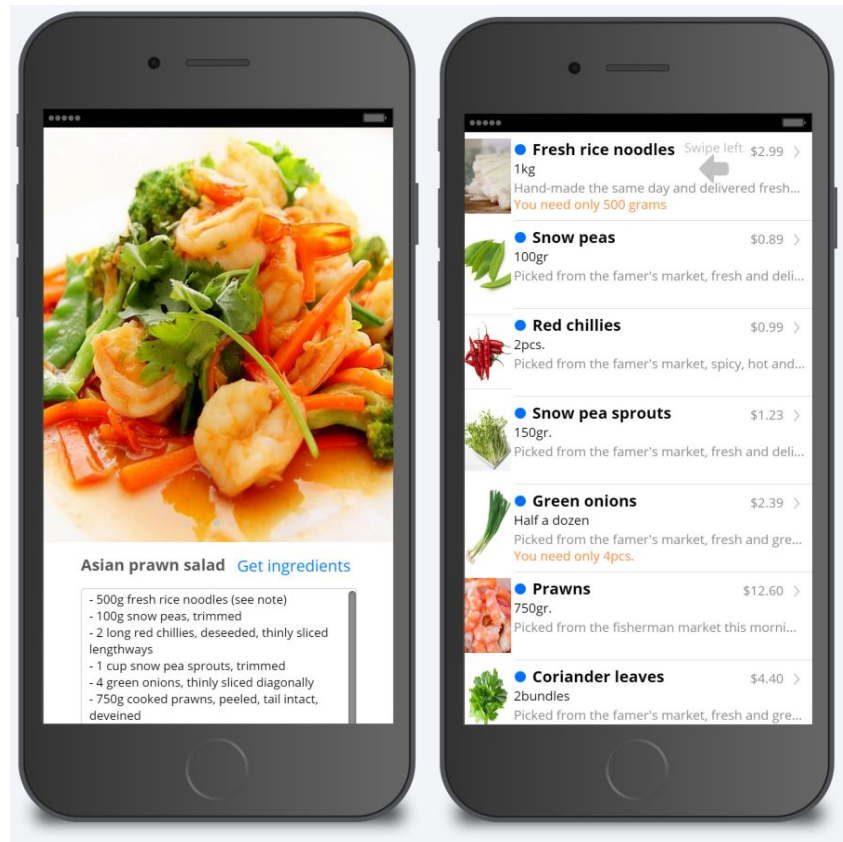 Asian prawn salad Get ingredients
- 500g fresh rice noodles (see note)
- 100g snow peas, trimmed
- 2 long red chillies, deseeded, thinly sliced
lengthways
- 1 cup snow pea sprouts, trimmed
- 4 green onions, thinly sliced diagonally
- 750g cooked prawns, peeled, tail intact,
deveined
Fresh rice noodles Swipe left $2.99
1kg
Hand-made the same day and delivered fresh...
You need only 500 grams
Snow peas $0.89
100gr
Picked from the famer's market, fresh and deli...
Red chillies $0.99
2pcs.
Picked from the famer's market, spicy, hot and...
Snow pea sprouts $1.23
150gr.
Picked from the famer's market, fresh and deli...
Green onions $2.39
Half a dozen
Picked from the famer's market, fresh and gre...
You need only 4pcs.
Prawns $12.60
750gr.
Picked from the fisherman market this morni...
Coriander leaves $4.40
2bundles
Picked from the famer's market, fresh and gre...